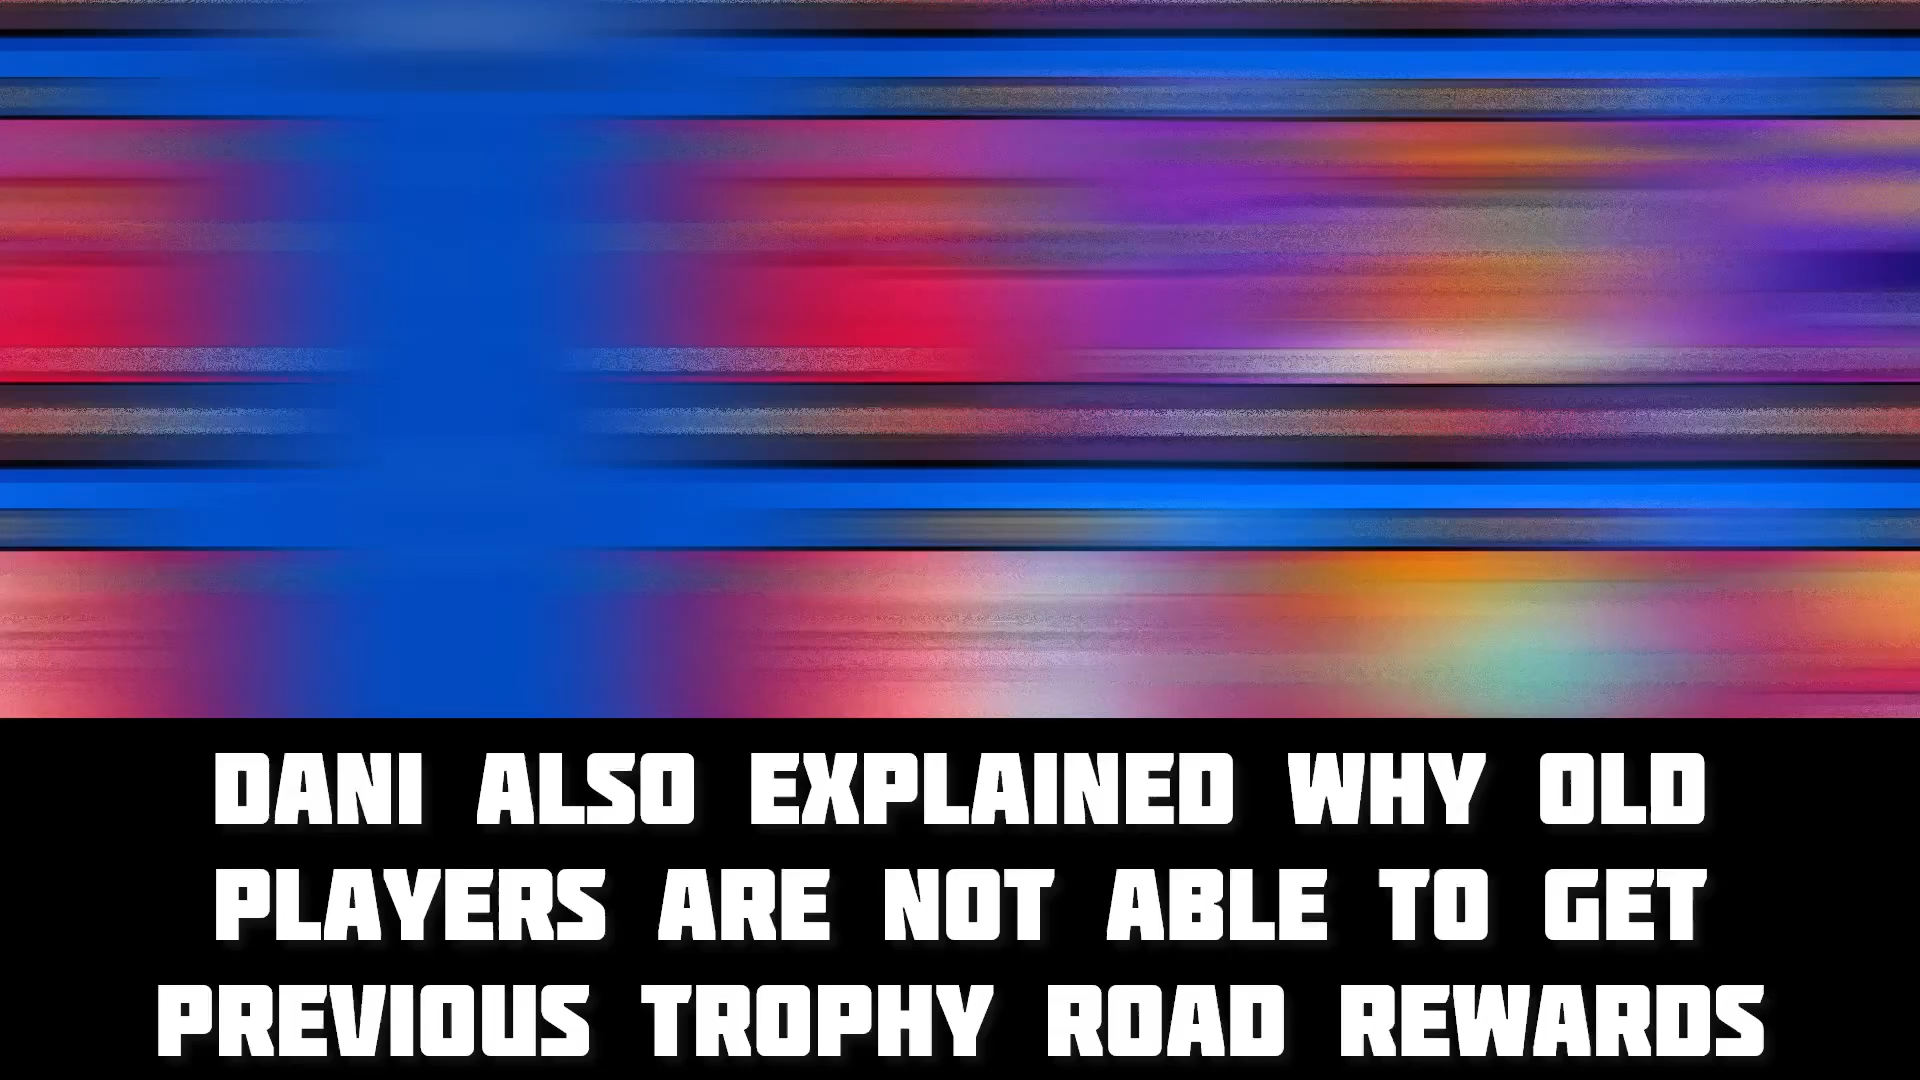 DANI ALSO EXPLAINED WHY OLD
PLAYERS ARE NOT ABLE TO GET
PREVIOUS TROPHY ROAD REWARDS